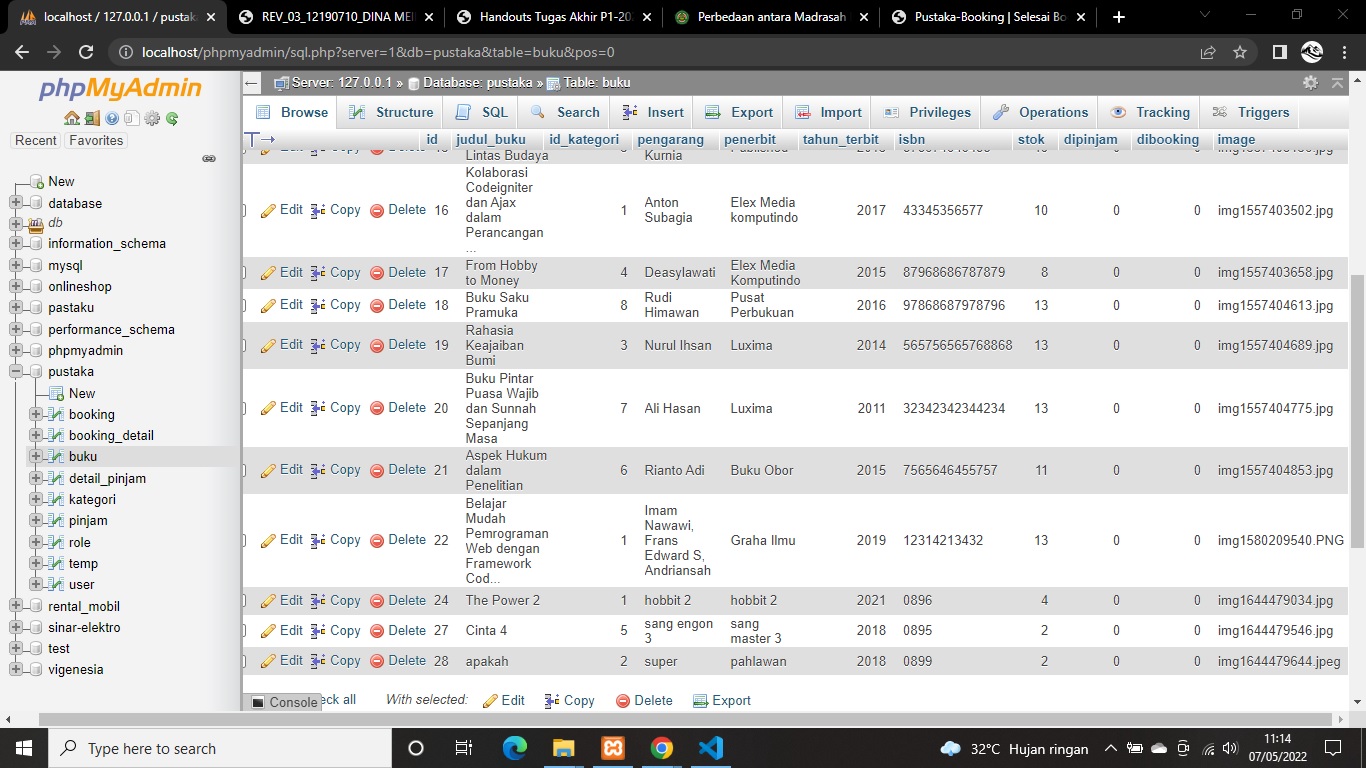 localhost / 127.0.0.1 / pustak
REV_03_12190710_DINA MEI
Handouts Tugas Akhir P1-202
Perbedaan antara Madrasah
Pustaka-Booking | Selesai Bo
localhost/phpmyadmin/sql.php?server=1&db=pustaka&table=buku&pos=0
phpMyAdmin
Recent Favorites
New
database
db
information_schema
mysql
onlineshop
pastaku
performance_schema
phpmyadmin
pustaka
New
booking
booking_detail
buku
detail_pinjam
kategori
pinjam
role
temp
user
rental_mobil
sinar-elektro
test
vigenesia
Server: 127.0.0.1 » Database: pustaka » Table: buku
Browse Structure SQL Search Insert Export Import Privileges Operations Tracking Triggers
id judul_buku id_kategori pengarang penerbit tahun_terbit isbn stok dipinjam dibooking image
Lintas Budaya Kurnia
Kolaborasi
Codeigniter
dan Ajax
dalam
Perancangan
...
Edit Copy Delete 16 1 Anton Subagia Elex Media komputindo 2017 43345356577 10 0 0 img1557403502.jpg
Edit Copy Delete 17 From Hobby to Money 4 Deasylawati Elex Media Komputindo 2015 87968686787879 8 0 0 img1557403658.jpg
Edit Copy Delete 18 Buku Saku Pramuka 8 Rudi Himawan Pusat Perbukuan 2016 97868687978796 13 0 0 img1557404613.jpg
Edit Copy Delete 19 Rahasia Keajaiban Bumi 3 Nurul Ihsan Luxima 2014 565756565768868 13 0 0 img1557404689.jpg
Edit Copy Delete 20 Buku Pintar Puasa Wajib dan Sunnah Sepanjang Masa 7 Ali Hasan Luxima 2011 32342342344234 13 0 0 img1557404775.jpg
Edit Copy Delete 21 Aspek Hukum dalam Penelitian 6 Rianto Adi Buku Obor 2015 7565646455757 11 0 0 img1557404853.jpg
Edit Copy Delete 22 Belajar Mudah Pemrograman Web dengan Framework Cod... 1 Imam Nawawi, Frans Edward S, Andriansah Graha Ilmu 2019 12314213432 13 0 0 img1580209540.PNG
Edit Copy Delete 24 The Power 2 1 hobbit 2 hobbit 2 2021 0896 4 0 0 img1644479034.jpg
Edit Copy Delete 27 Cinta 4 5 sang engon 3 sang master 3 2018 0895 2 0 0 img1644479546.jpg
Edit Copy Delete 28 apakah 2 super pahlawan 2018 0899 2 0 0 img1644479644.jpeg
Console
eck all With selected: Edit Copy Delete Export
Type here to search
32°C Hujan ringan
11:14
07/05/2022